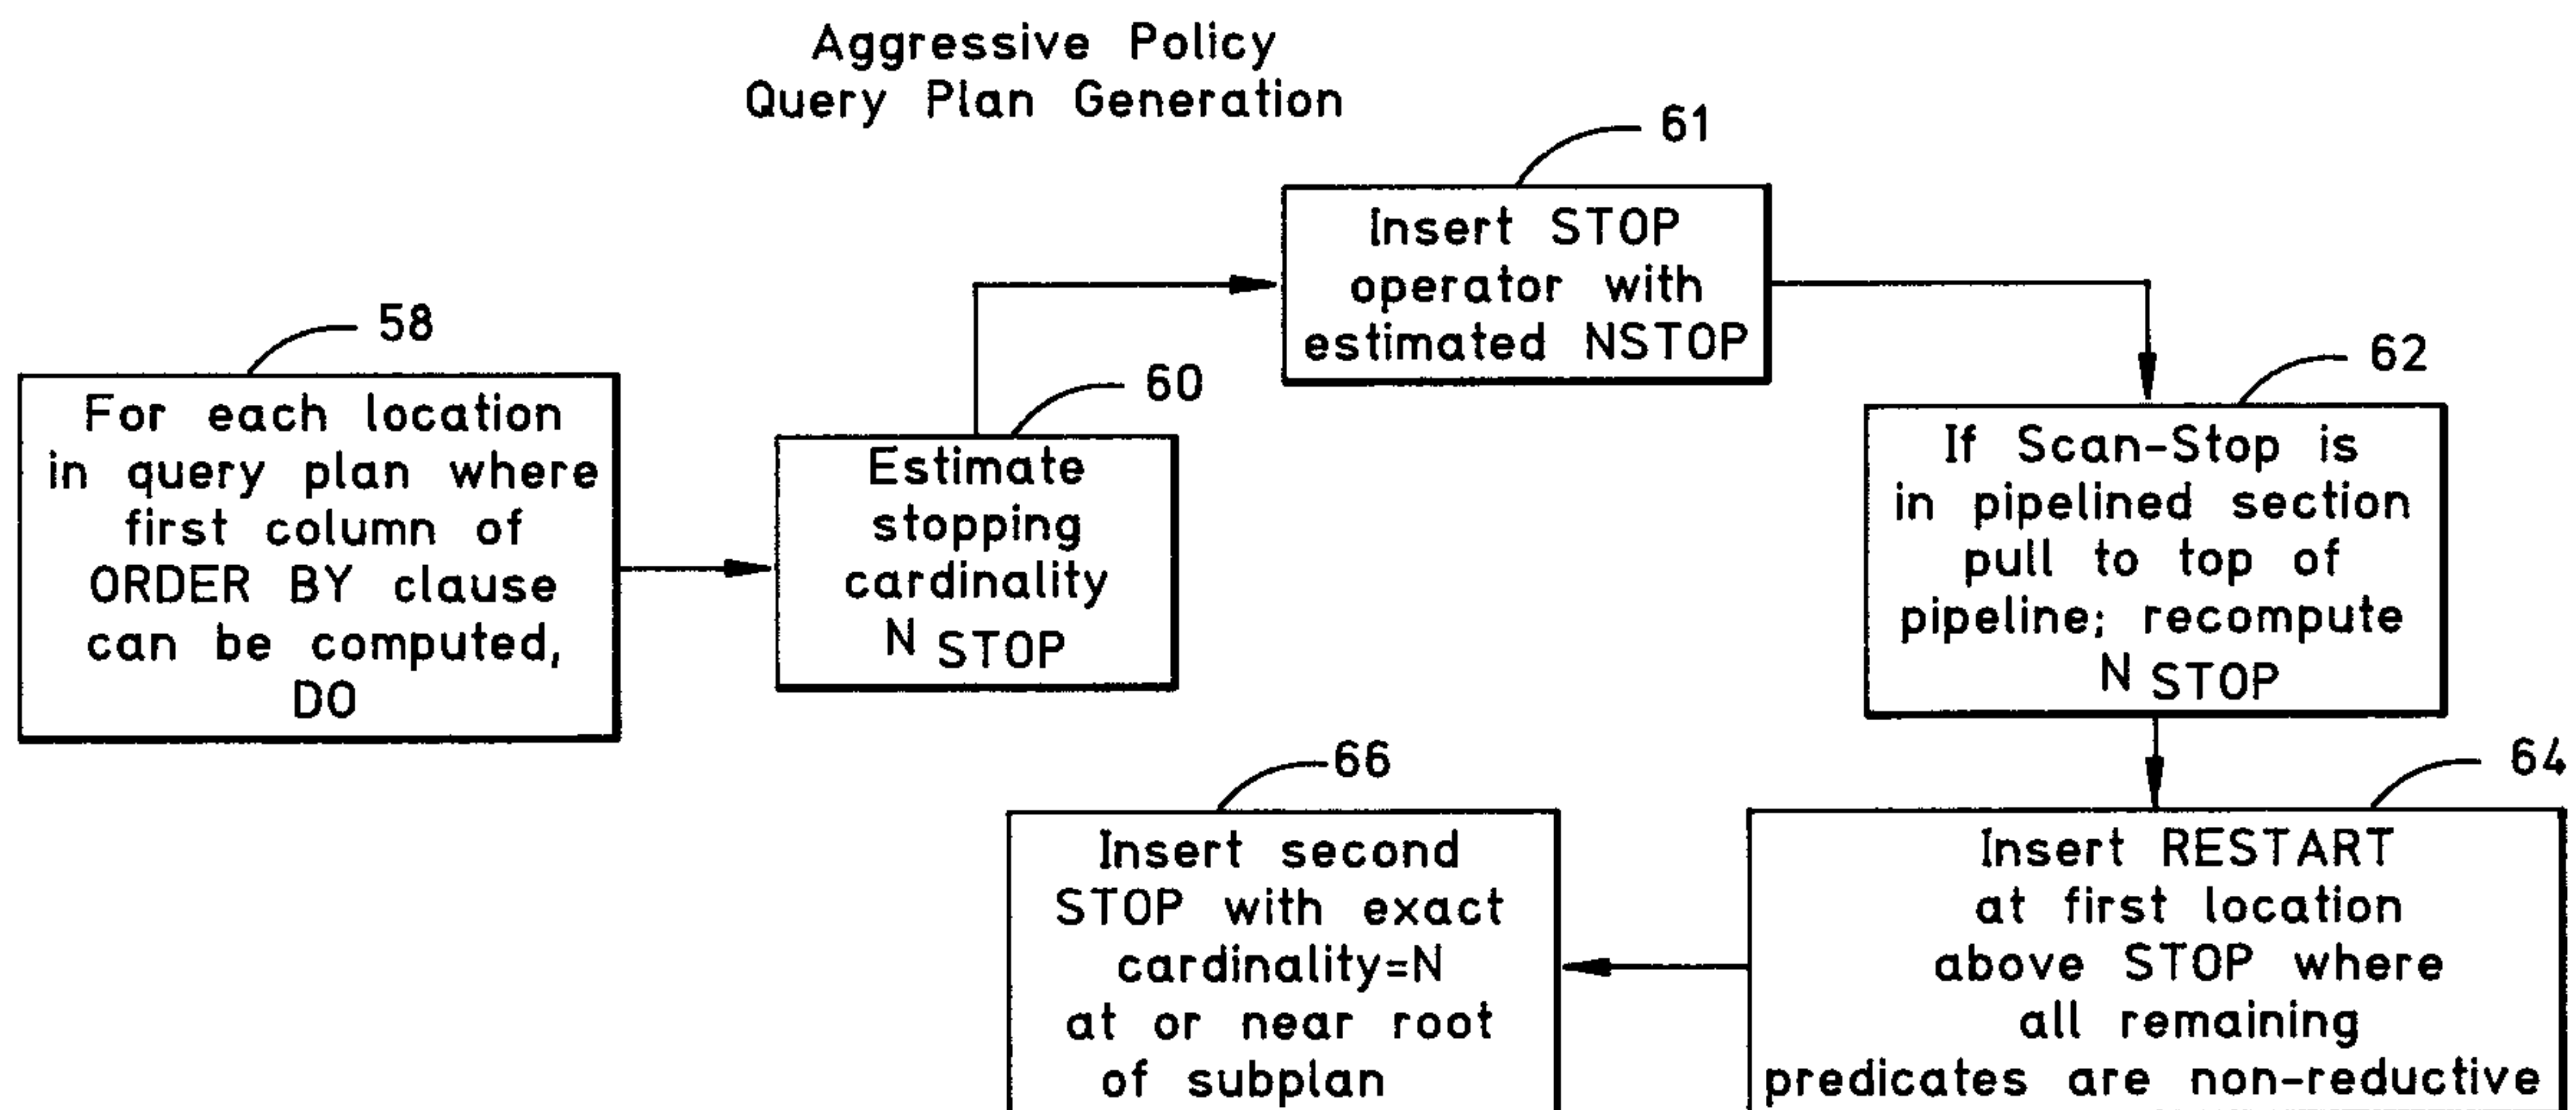 Aggressive Policy
Query Plan Generation
58
For each location
in query plan where
first column of
ORDER BY clause
can be computed,
DO
60
Estimate
stopping
cardinality
N STOP
61
Insert STOP
operator with
estimated NSTOP
62
If Scan-Stop is
in pipelined section
pull to top of
pipeline; recompute
N STOP
64
Insert RESTART
at first location
above STOP where
all remaining
predicates are non-reductive
66
Insert second
STOP with exact
cardinality=N
at or near root
of subplan